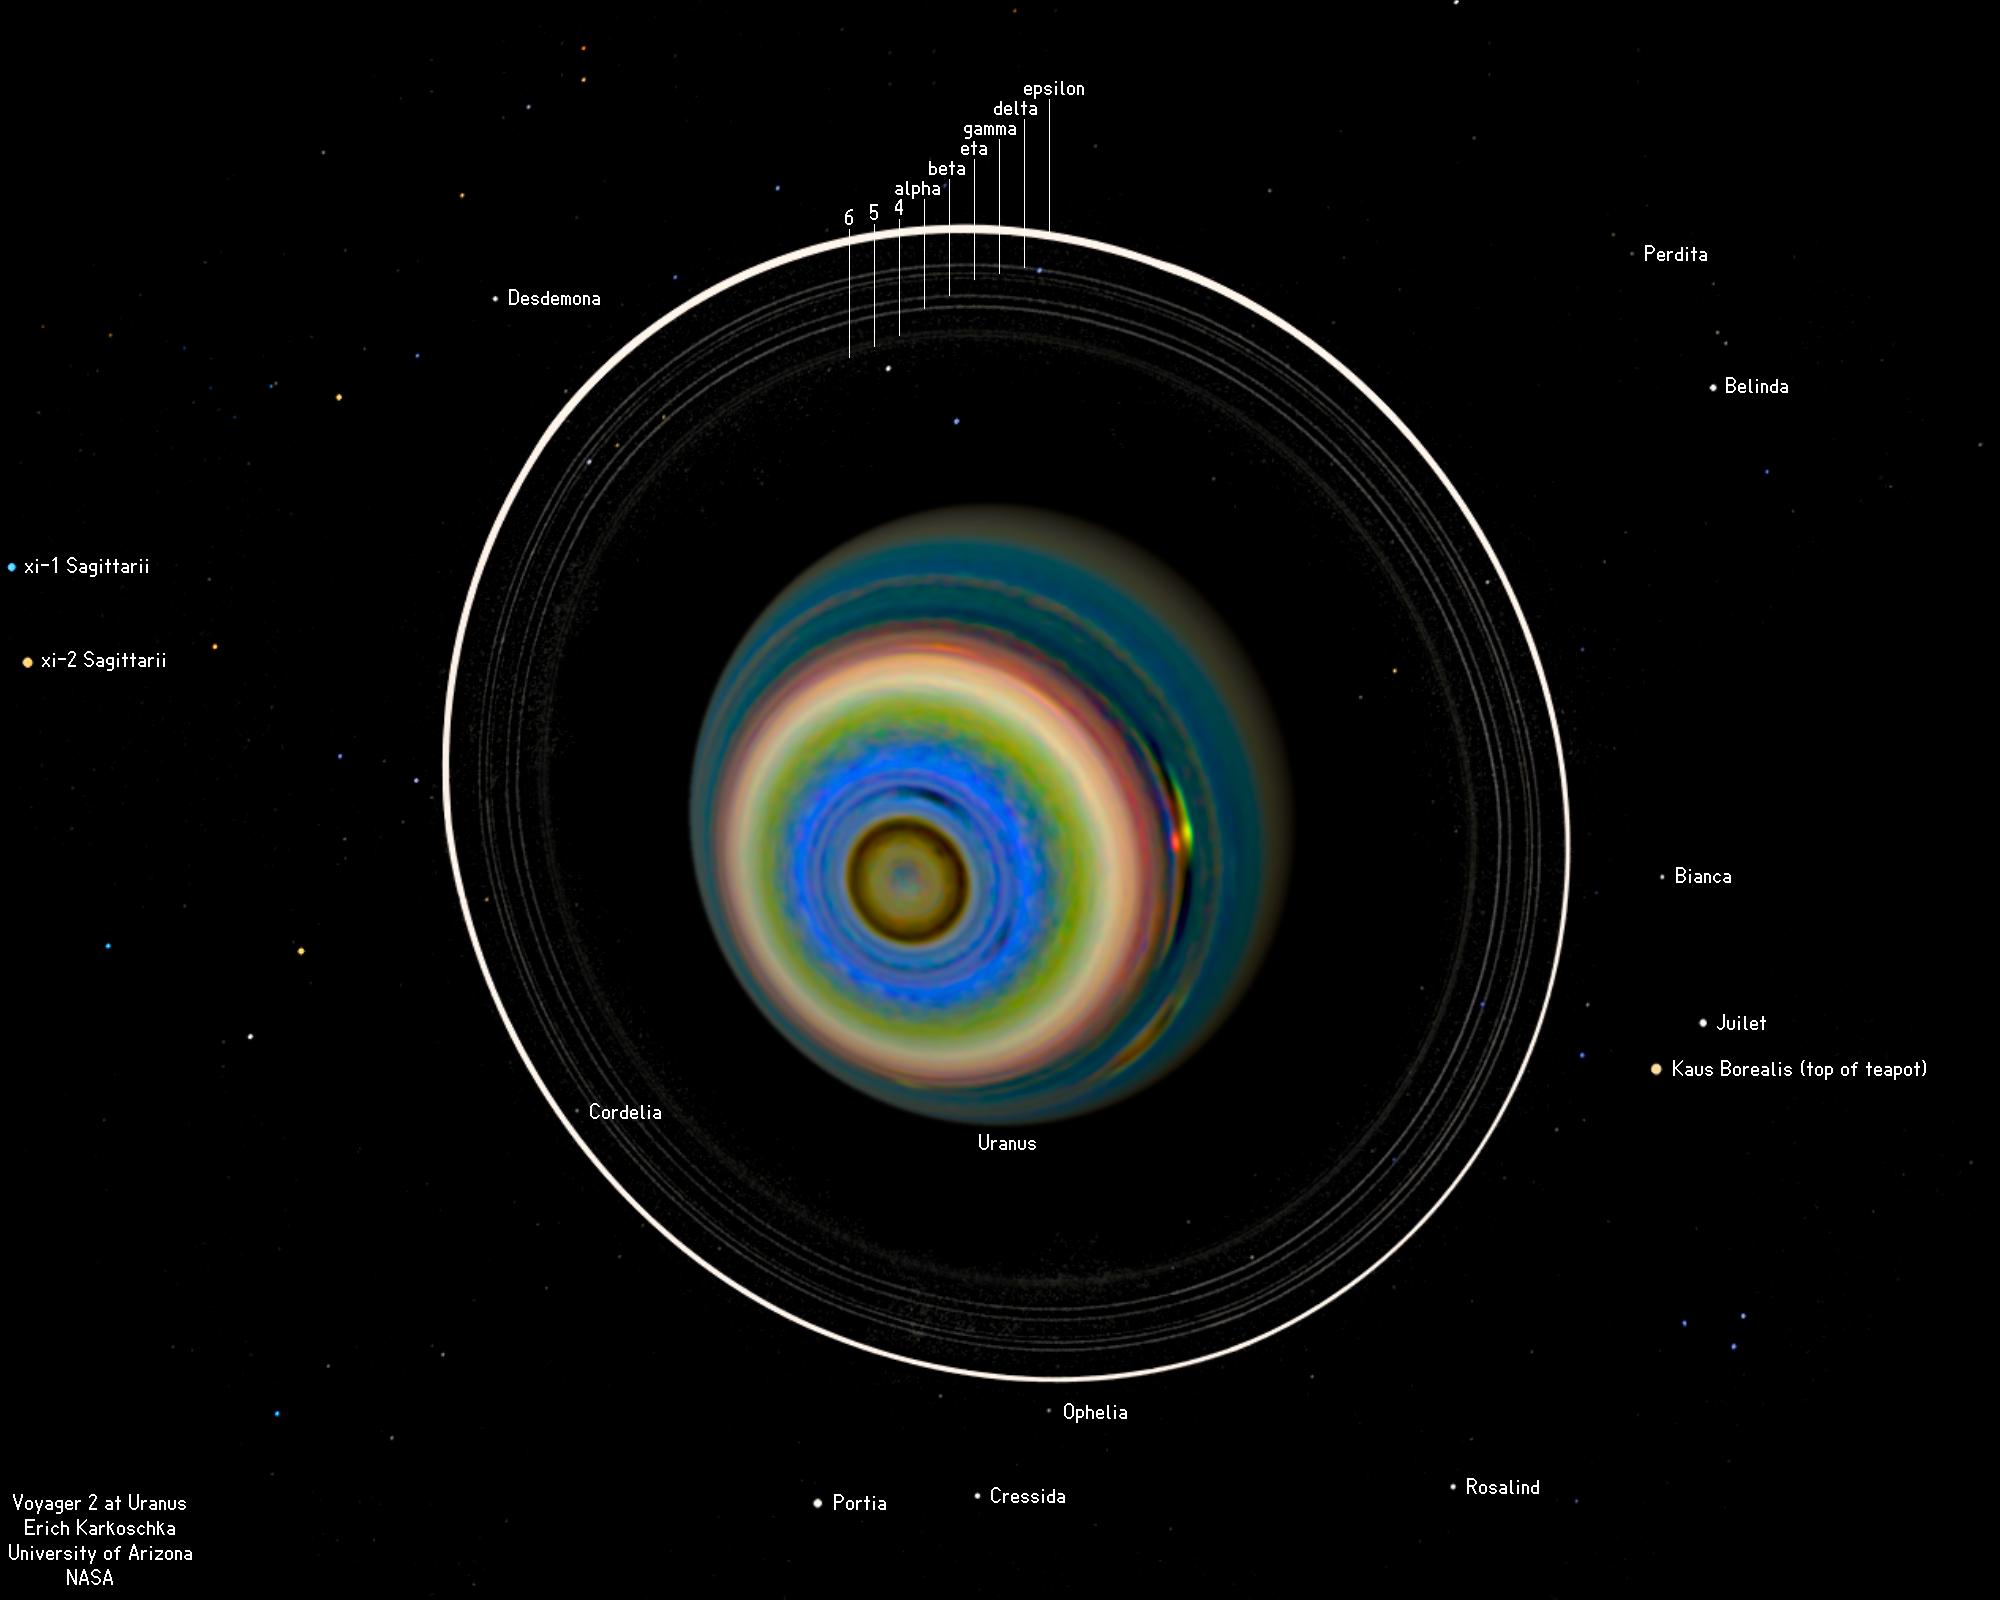 epsilon
delta
gamma
eta
beta
alpha
4
5
6
Perdita
Desdemona
Belinda
xi-1 Sagittarii
xi-2 Sagittarii
Bianca
Juilet
Kaus Borealis (top of teapot)
Cordelia
Uranus
Ophelia
Rosalind
Cressida
Portia
Voyager 2 at Uranus
Erich Karkoschka
University of Arizona
NASA